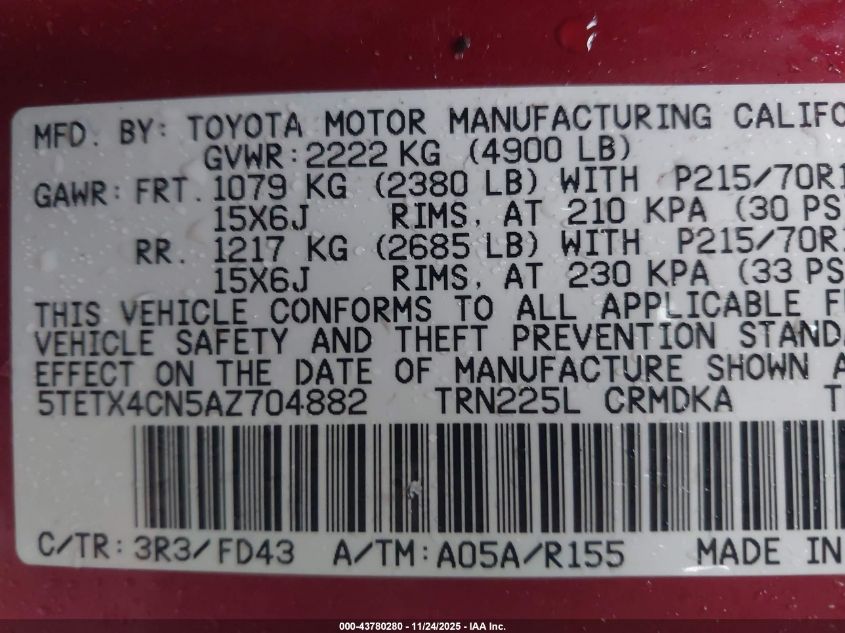 MFD. BY: TOYOTA MOTOR MANUFACTURING CALIFO
GVWR: 2222 KG (4900 LB)
GAWR: FRT. 1079 KG (2380 LB) WITH P215/70R1
15X6J RIMS, AT 210 KPA (30 PS
RR. 1217 KG (2685 LB) WITH P215/70R1
15X6J RIMS, AT 230 KPA (33 PS
THIS VEHICLE CONFORMS TO ALL APPLICABLE F
VEHICLE SAFETY AND THEFT PREVENTION STAND
EFFECT ON THE DATE OF MANUFACTURE SHOWN A
5TETX4CN5AZ704882 TRN225L CRMDKA T
C/TR: 3R3/FD43 A/TM: A05A/R155 MADE IN
000-43780280 - 11/24/2025 - IAA Inc.